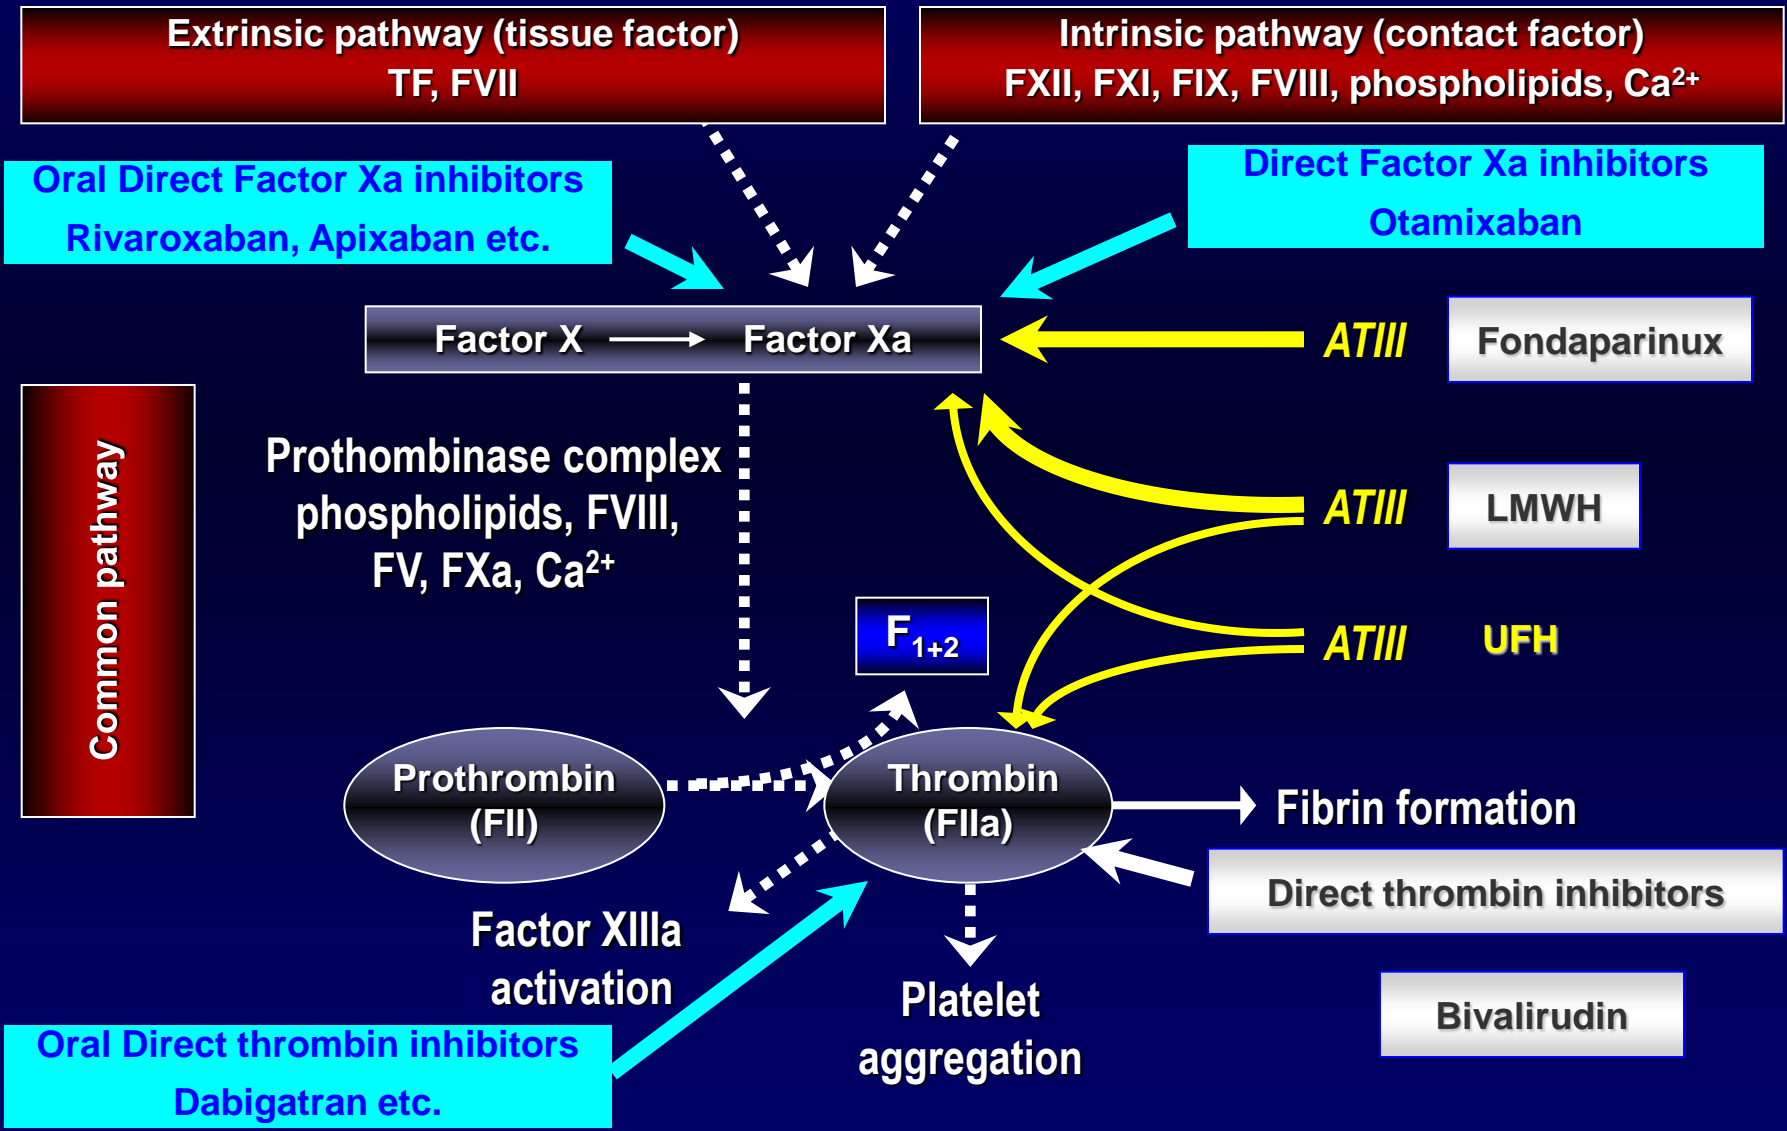 Extrinsic pathway (tissue factor)
TF, FVII
Intrinsic pathway (contact factor)
FXII, FXI, FIX, FVIII, phospholipids, Ca²⁺
Oral Direct Factor Xa inhibitors
Rivaroxaban, Apixaban etc.
Direct Factor Xa inhibitors
Otamixaban
Factor X
Factor Xa
ATIII
Fondaparinux
Common pathway
Prothombinase complex
phospholipids, FVIII,
FV, FXa, Ca²⁺
ATIII
LMWH
F₁₊₂
ATIII
UFH
Prothrombin
(FII)
Thrombin
(FIIa)
Fibrin formation
Direct thrombin inhibitors
Factor XIIIa
activation
Platelet
aggregation
Bivalirudin
Oral Direct thrombin inhibitors
Dabigatran etc.